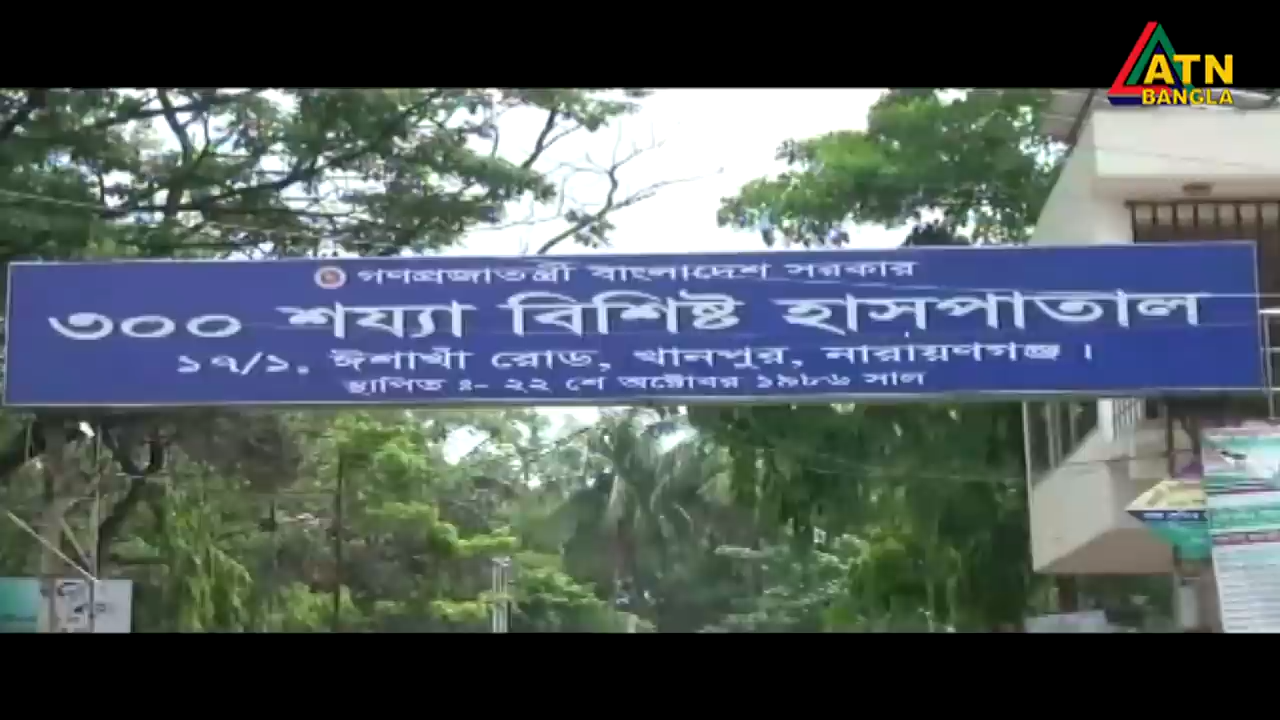 ATN
BANGLA
গণপ্রজাতন্ত্রী বাংলাদেশ সরকার
৩০০ শয্যা বিশিষ্ট হাসপাতাল
১৭/১, ঈশাখাঁ রোড, খানপুর, নারায়ণগঞ্জ।
স্থাপিত ঃ- ২২ শে অক্টোবর ১৯৮৬ সাল